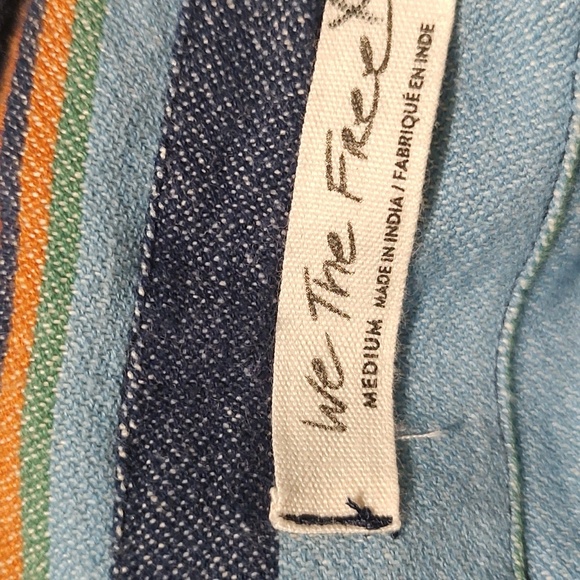 We The Free X
MEDIUM MADE IN INDIA / FABRIQUÉ EN INDE